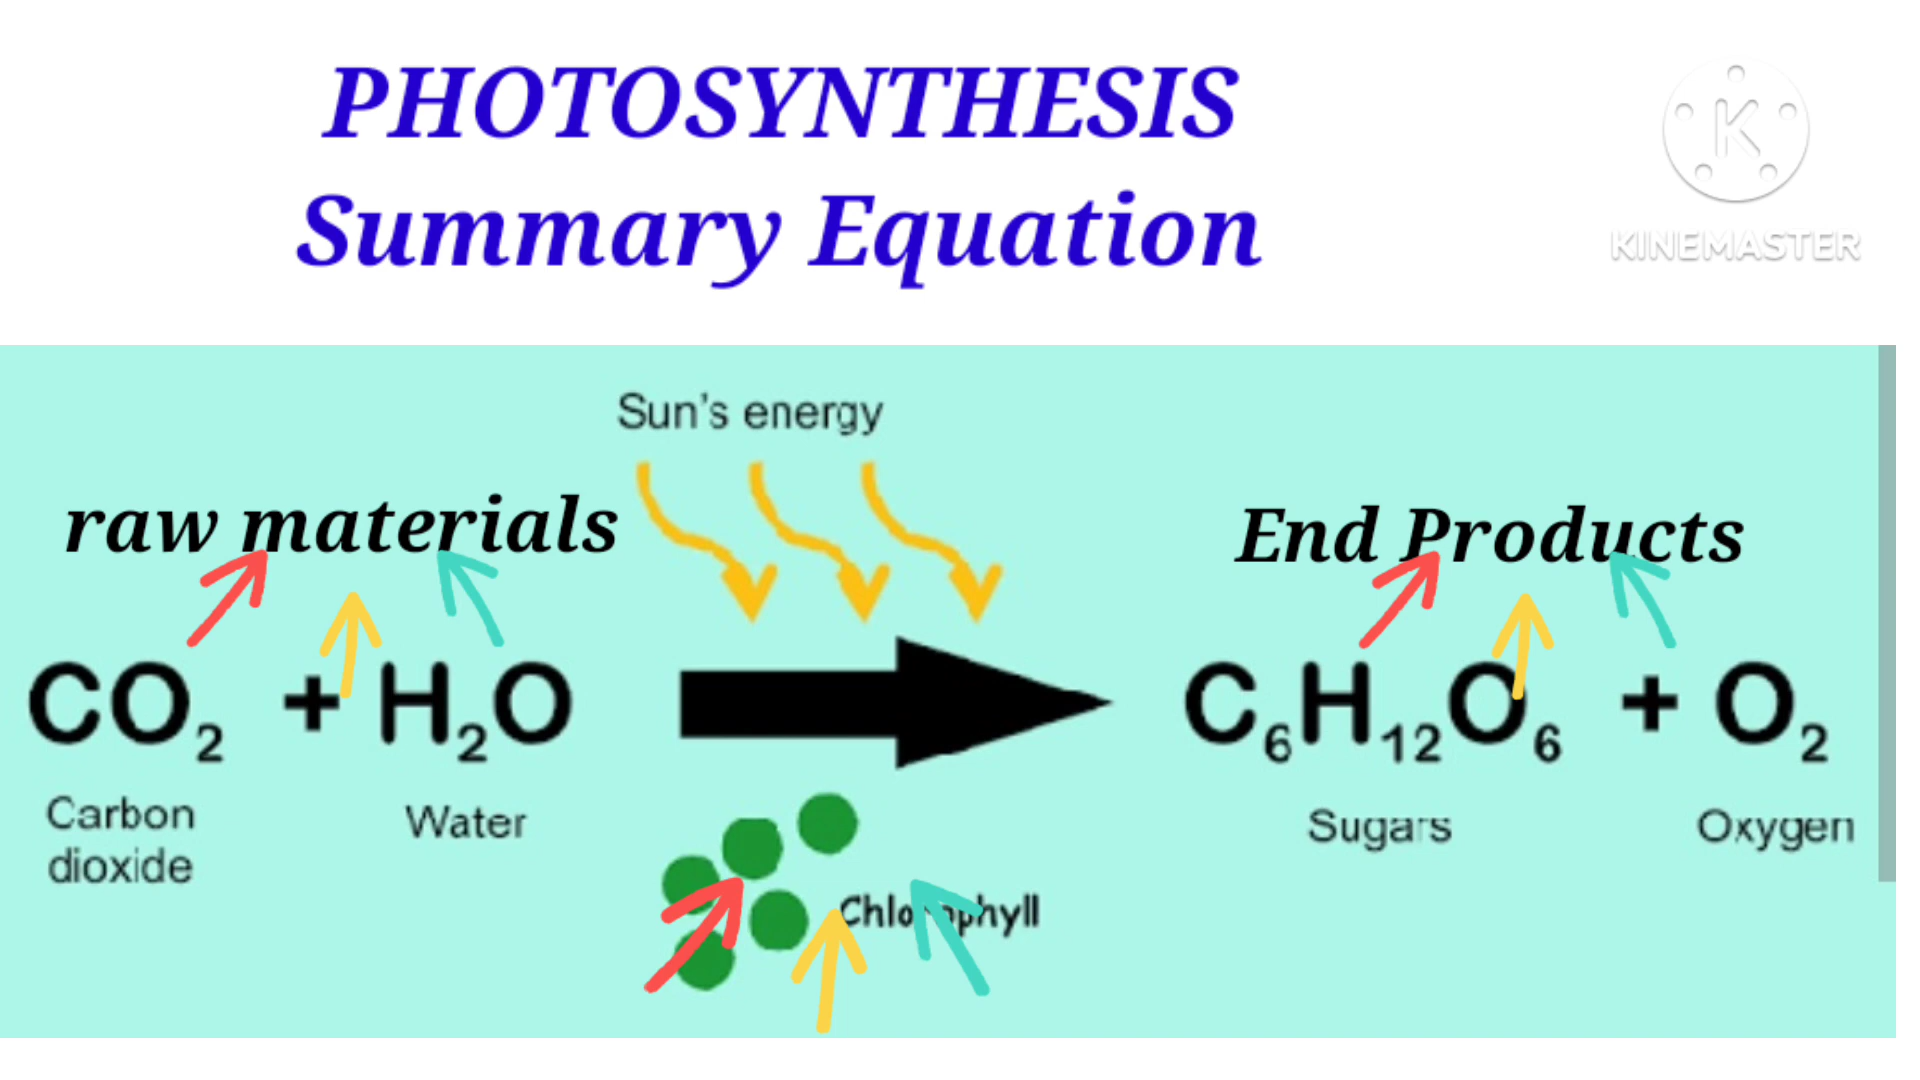 PHOTOSYNTHESIS
Summary Equation
K
KINEMASTER
Sun's energy
raw materials
End Products
CO₂ + H₂O
C₆H₁₂O₆ + O₂
Carbon
dioxide
Water
Sugars
Oxygen
Chlorophyll